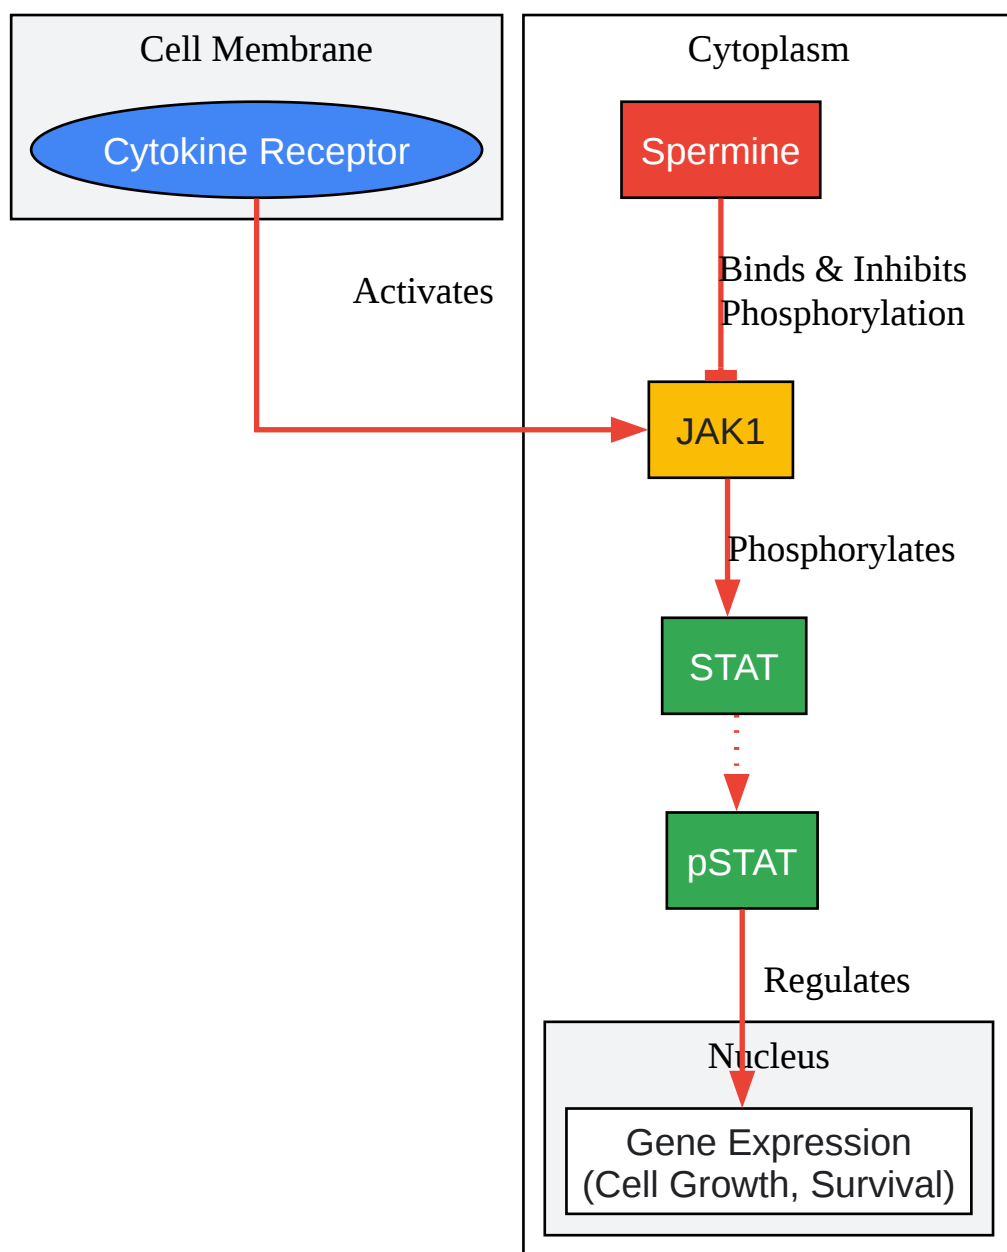 Cell Membrane
Cytokine Receptor
Activates
Cytoplasm
Spermine
Binds & Inhibits
Phosphorylation
JAK1
Phosphorylates
STAT
pSTAT
Regulates
Nucleus
Gene Expression
(Cell Growth, Survival)